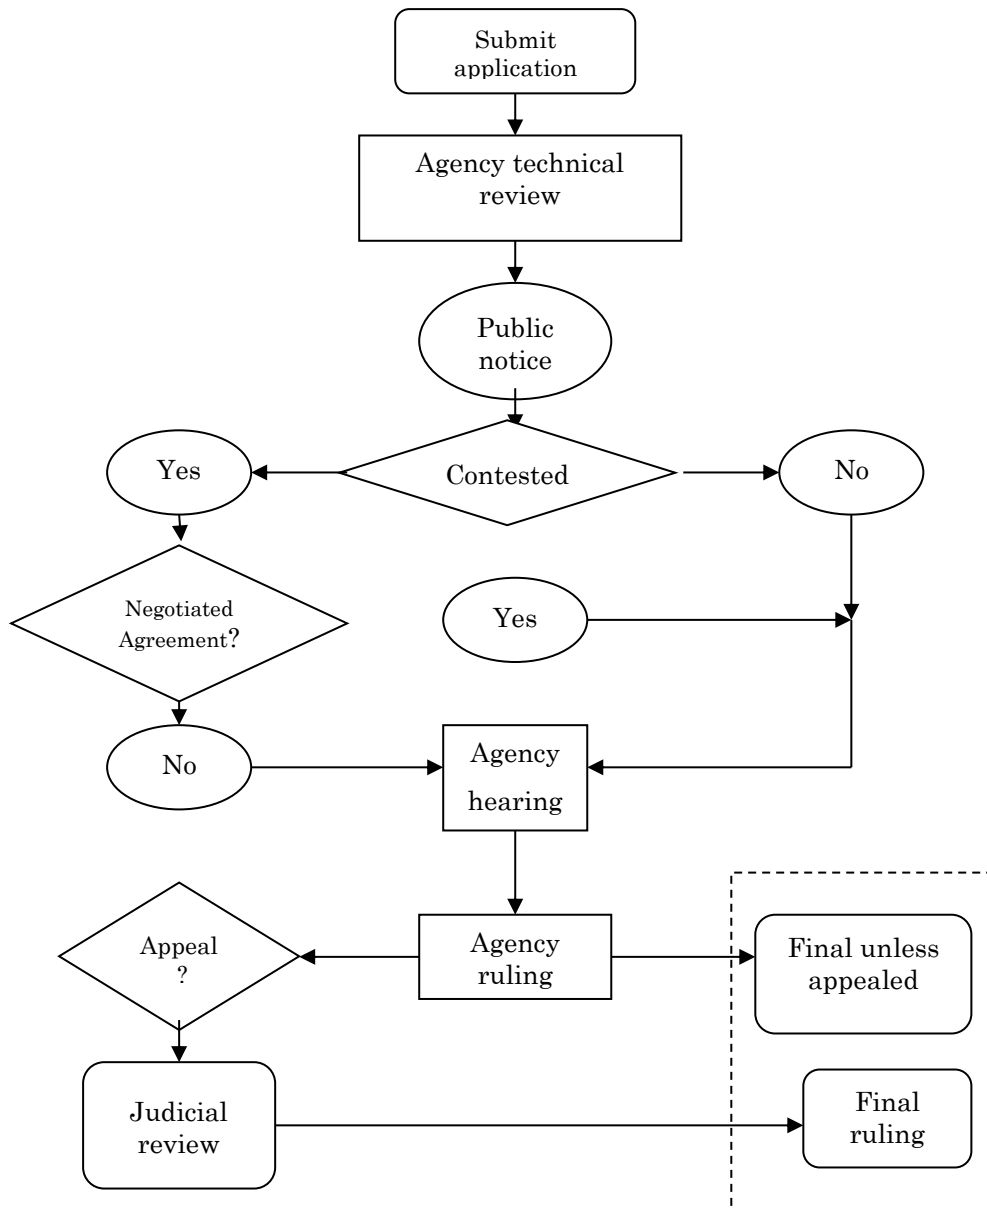 Submit
application
Agency technical
review
Public
notice
Yes
Contested
No
Negotiated
Agreement?
Yes
No
Agency
hearing
Appeal
?
Agency
ruling
Final unless
appealed
Judicial
review
Final
ruling